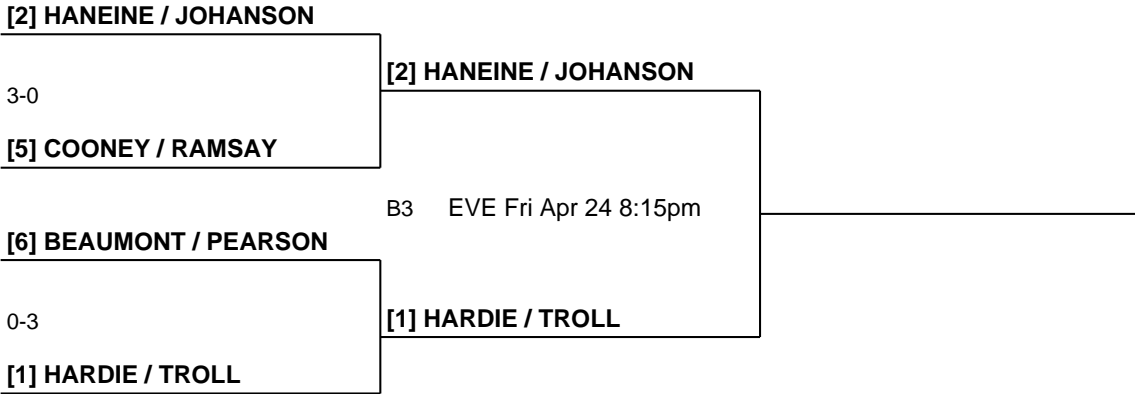 [2] HANEINE / JOHANSON
[2] HANEINE / JOHANSON
3-0
[5] COONEY / RAMSAY
B3 EVE Fri Apr 24 8:15pm
[6] BEAUMONT / PEARSON
0-3
[1] HARDIE / TROLL
[1] HARDIE / TROLL